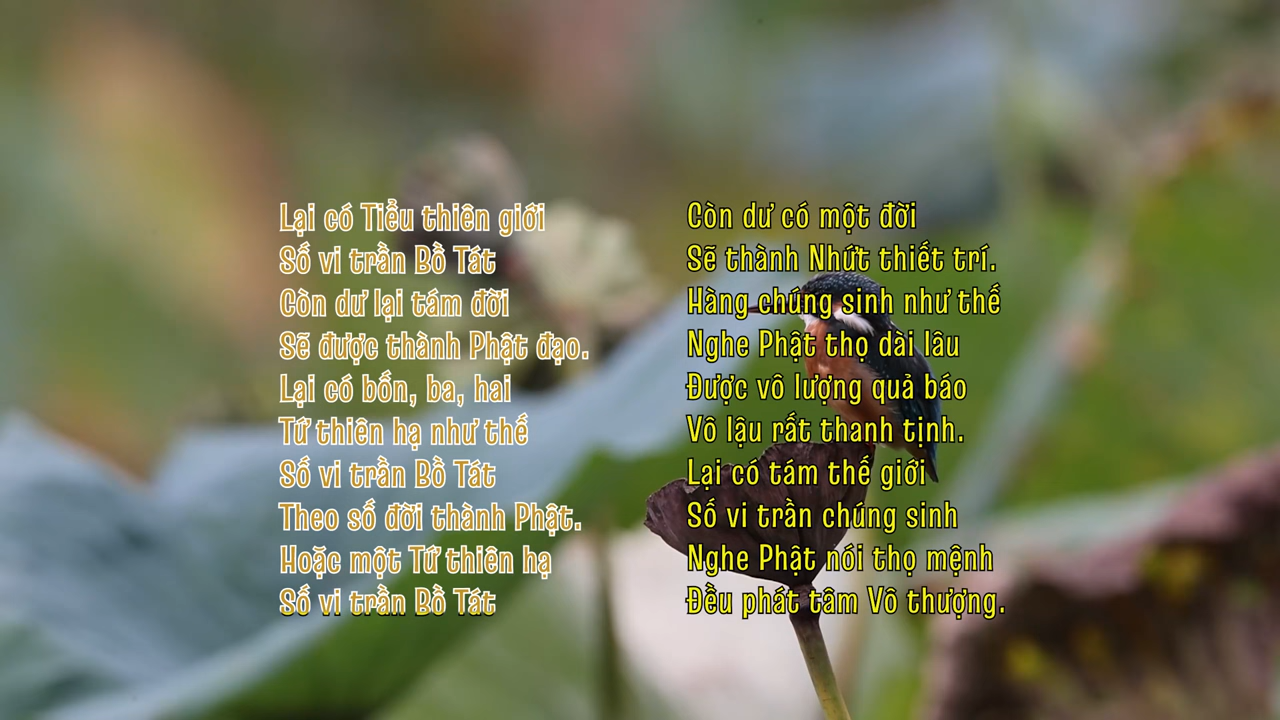 Lại có Tiểu thiên giới
Số vi trần Bồ Tát
Còn dư lại tám đời
Sẽ được thành Phật đạo.
Lại có bốn, ba, hai
Tứ thiên hạ như thế
Số vi trần Bồ Tát
Theo số đời thành Phật.
Hoặc một Tứ thiên hạ
Số vi trần Bồ Tát
Còn dư có một đời
Sẽ thành Nhứt thiết trí.
Hàng chúng sinh như thế
Nghe Phật thọ dài lâu
Được vô lượng quả báo
Vô lậu rất thanh tịnh.
Lại có tám thế giới
Số vi trần chúng sinh
Nghe Phật nói thọ mệnh
Đều phát tâm Vô thượng.